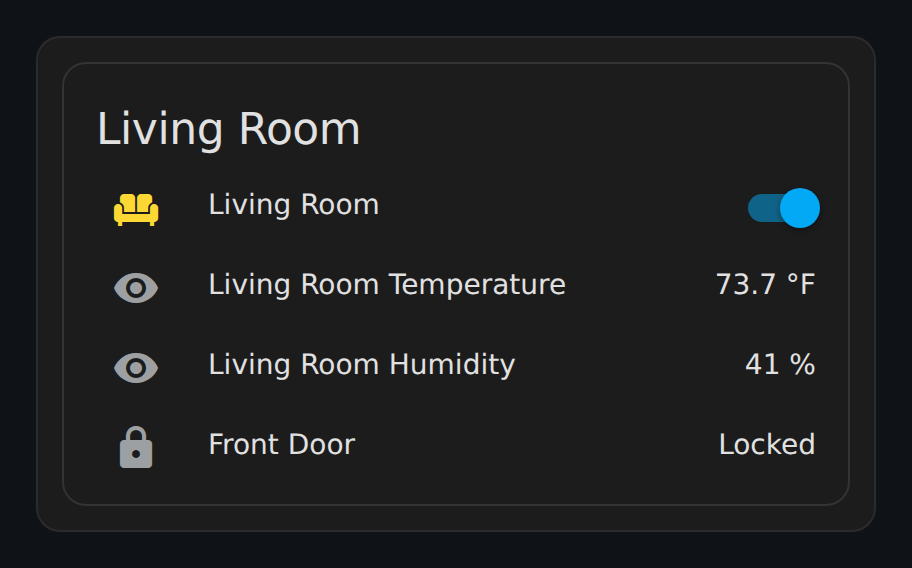 Living Room
Living Room
Living Room Temperature 73.7 °F
Living Room Humidity 41 %
Front Door Locked